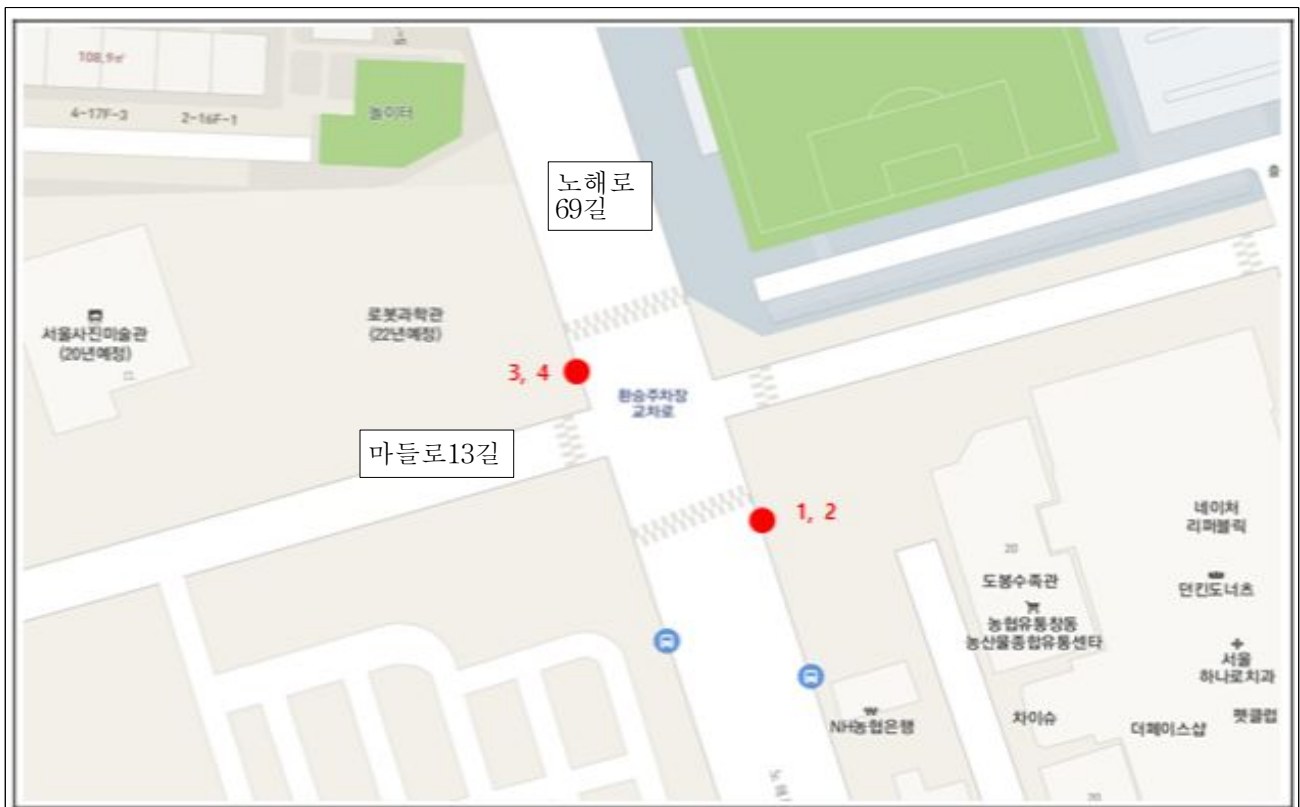 108.9㎡
4-17F-3
2-16F-1
놀이터
노해로
69길
서울사진미술관
(20년예정)
로봇과학관
(22년예정)
3, 4
환승주차장
교차로
마들로13길
1, 2
네이처
리퍼블릭
20
도봉수족관
던킨도너츠
농협유통창동
농산물종합유통센타
서울
하나로치과
NH농협은행
차이슈
더페이스샵
펫클럽
20